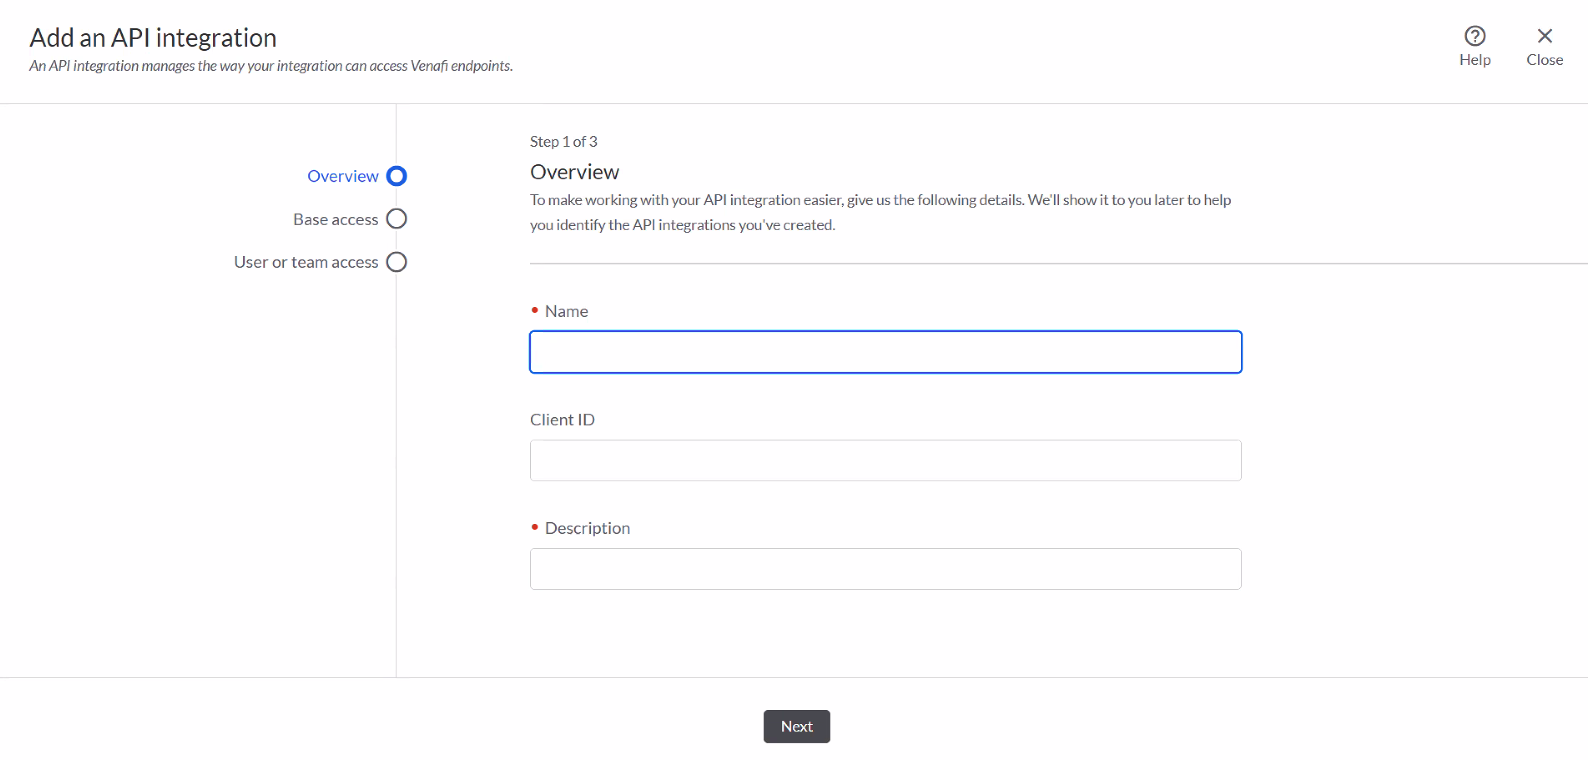 Add an API integration
An API integration manages the way your integration can access Venafi endpoints.
Help
Close
Overview
Base access
User or team access
Step 1 of 3
Overview
To make working with your API integration easier, give us the following details. We'll show it to you later to help
you identify the API integrations you've created.
• Name
Client ID
• Description
Next